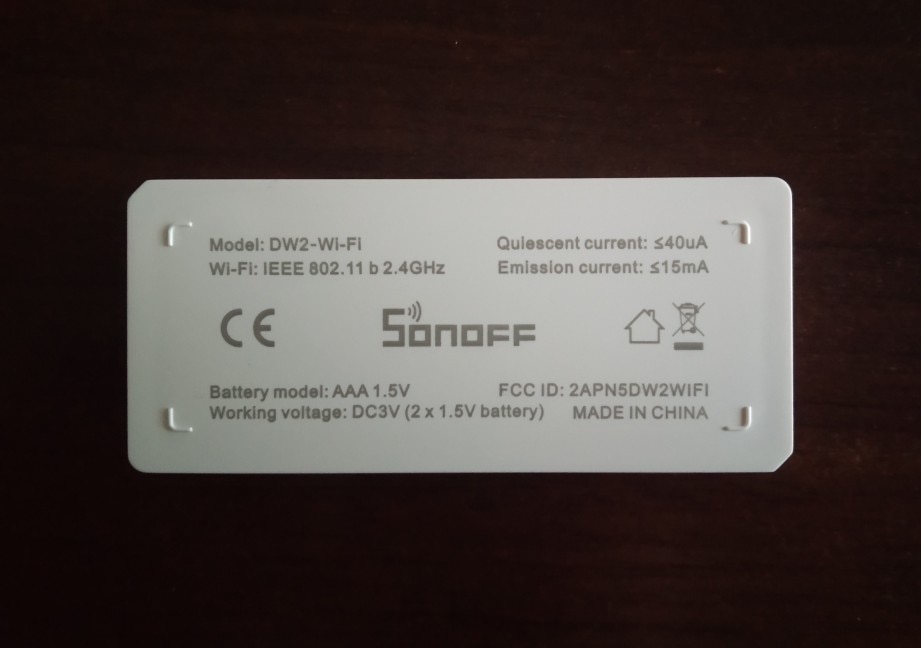 Model: DW2-Wi-Fi
Quiescent current: ≤40uA
Wi-Fi: IEEE 802.11 b 2.4GHz
Emission current: ≤15mA
CE
SONOFF
Battery model: AAA 1.5V
FCC ID: 2APN5DW2WIFI
Working voltage: DC3V (2 x 1.5V battery)
MADE IN CHINA